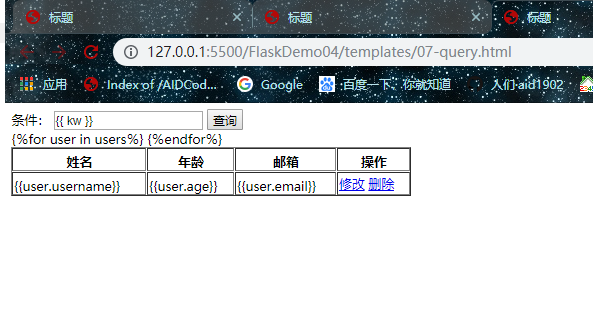 标题 标题 标题
127.0.0.1:5500/FlaskDemo04/templates/07-query.html
应用 Index of /AIDCod... Google 百度一下，你就知道 人们 aid1902
条件： {{ kw }} 查询
{%for user in users%} {%endfor%}
姓名 年龄 邮箱 操作
{{user.username}} {{user.age}} {{user.email}} 修改 删除